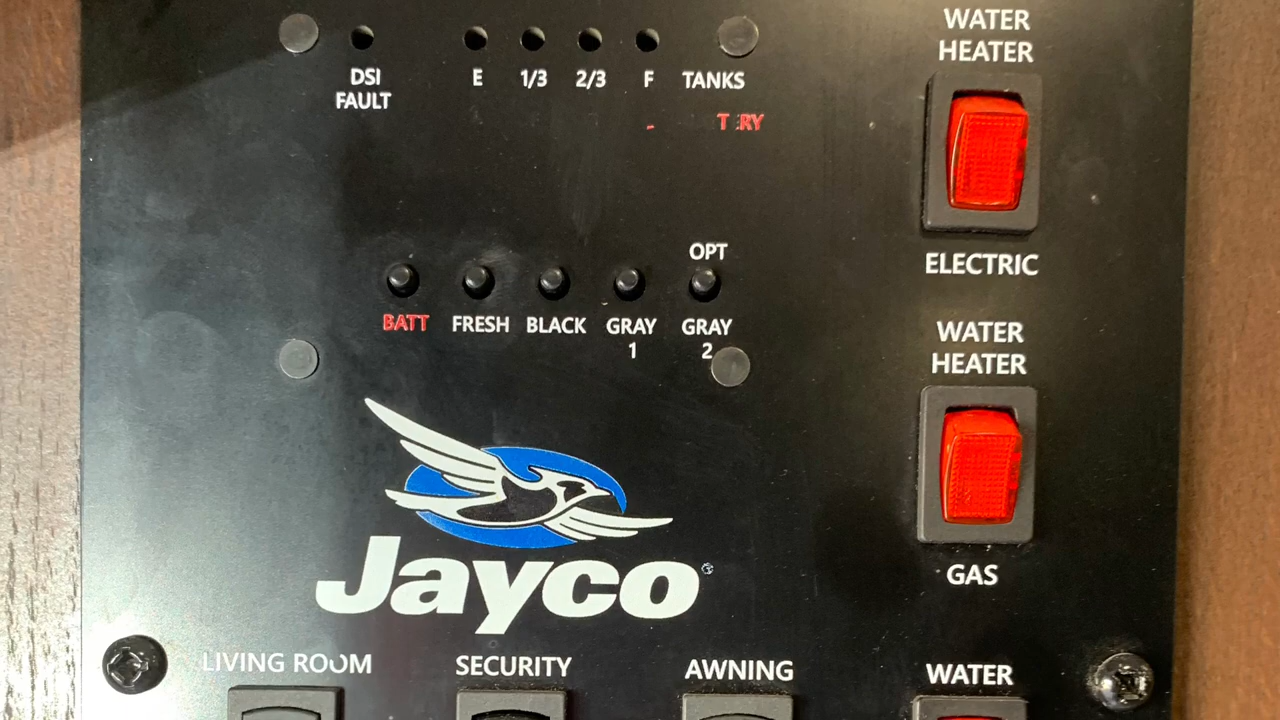 WATER
HEATER
DSI
FAULT
E 1/3 2/3 F TANKS
ELECTRIC
OPT
BATT FRESH BLACK GRAY 1 GRAY 2
WATER
HEATER
GAS
Jayco®
LIVING ROOM SECURITY AWNING WATER